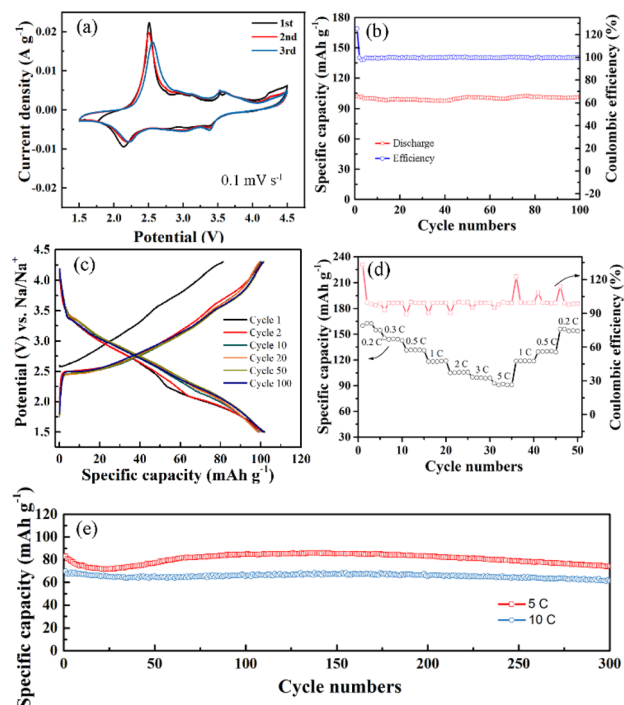 (a)
1st
2nd
3rd
0.02
0.01
0.00
-0.01
-0.02
1.5 2.0 2.5 3.0 3.5 4.0 4.5
Current density (A g-1)
Potential (V)
0.1 mV s-1
(b)
180
150
120
90
60
30
0
0 20 40 60 80 100
120
100
80
60
40
20
0
-20
Specific capacity (mAh g-1)
Coulombic efficiency (%)
Cycle numbers
Discharge
Efficiency
(c)
4.5
4.0
3.5
3.0
2.5
2.0
1.5
0 20 40 60 80 100 120
Potential (V) vs. Na/Na+
Specific capacity (mAh g-1)
Cycle 1
Cycle 2
Cycle 10
Cycle 20
Cycle 50
Cycle 100
(d)
240
210
180
150
120
90
60
30
0 10 20 30 40 50
120
90
60
30
0
Specific capacity (mAh g-1)
Coulombic efficiency (%)
Cycle numbers
0.2 C
0.3 C
0.5 C
1 C
2 C
3 C
5 C
1 C
0.5 C
0.2 C
(e)
120
100
80
60
40
20
0
0 50 100 150 200 250 300
Specific capacity (mAh g-1)
Cycle numbers
5 C
10 C